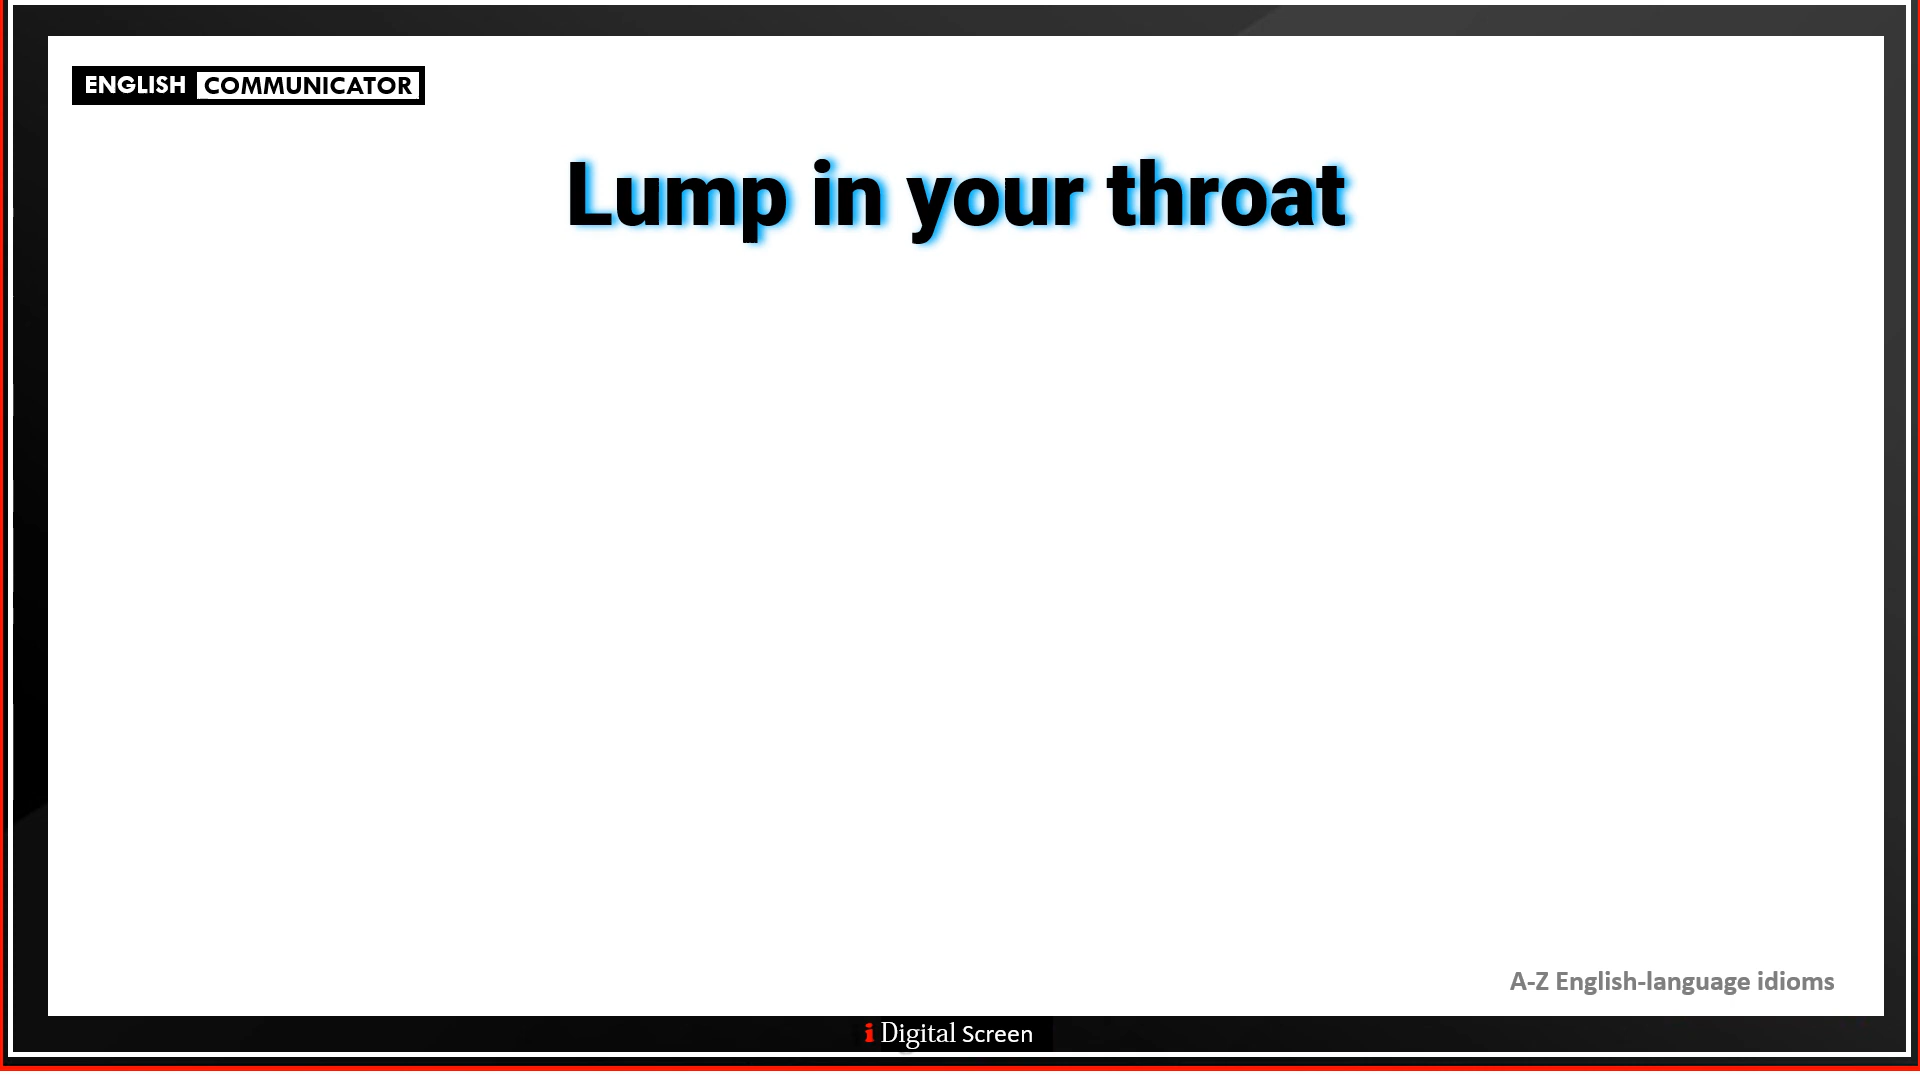 ENGLISH COMMUNICATOR
Lump in your throat
A-Z English-language idioms
i Digital Screen